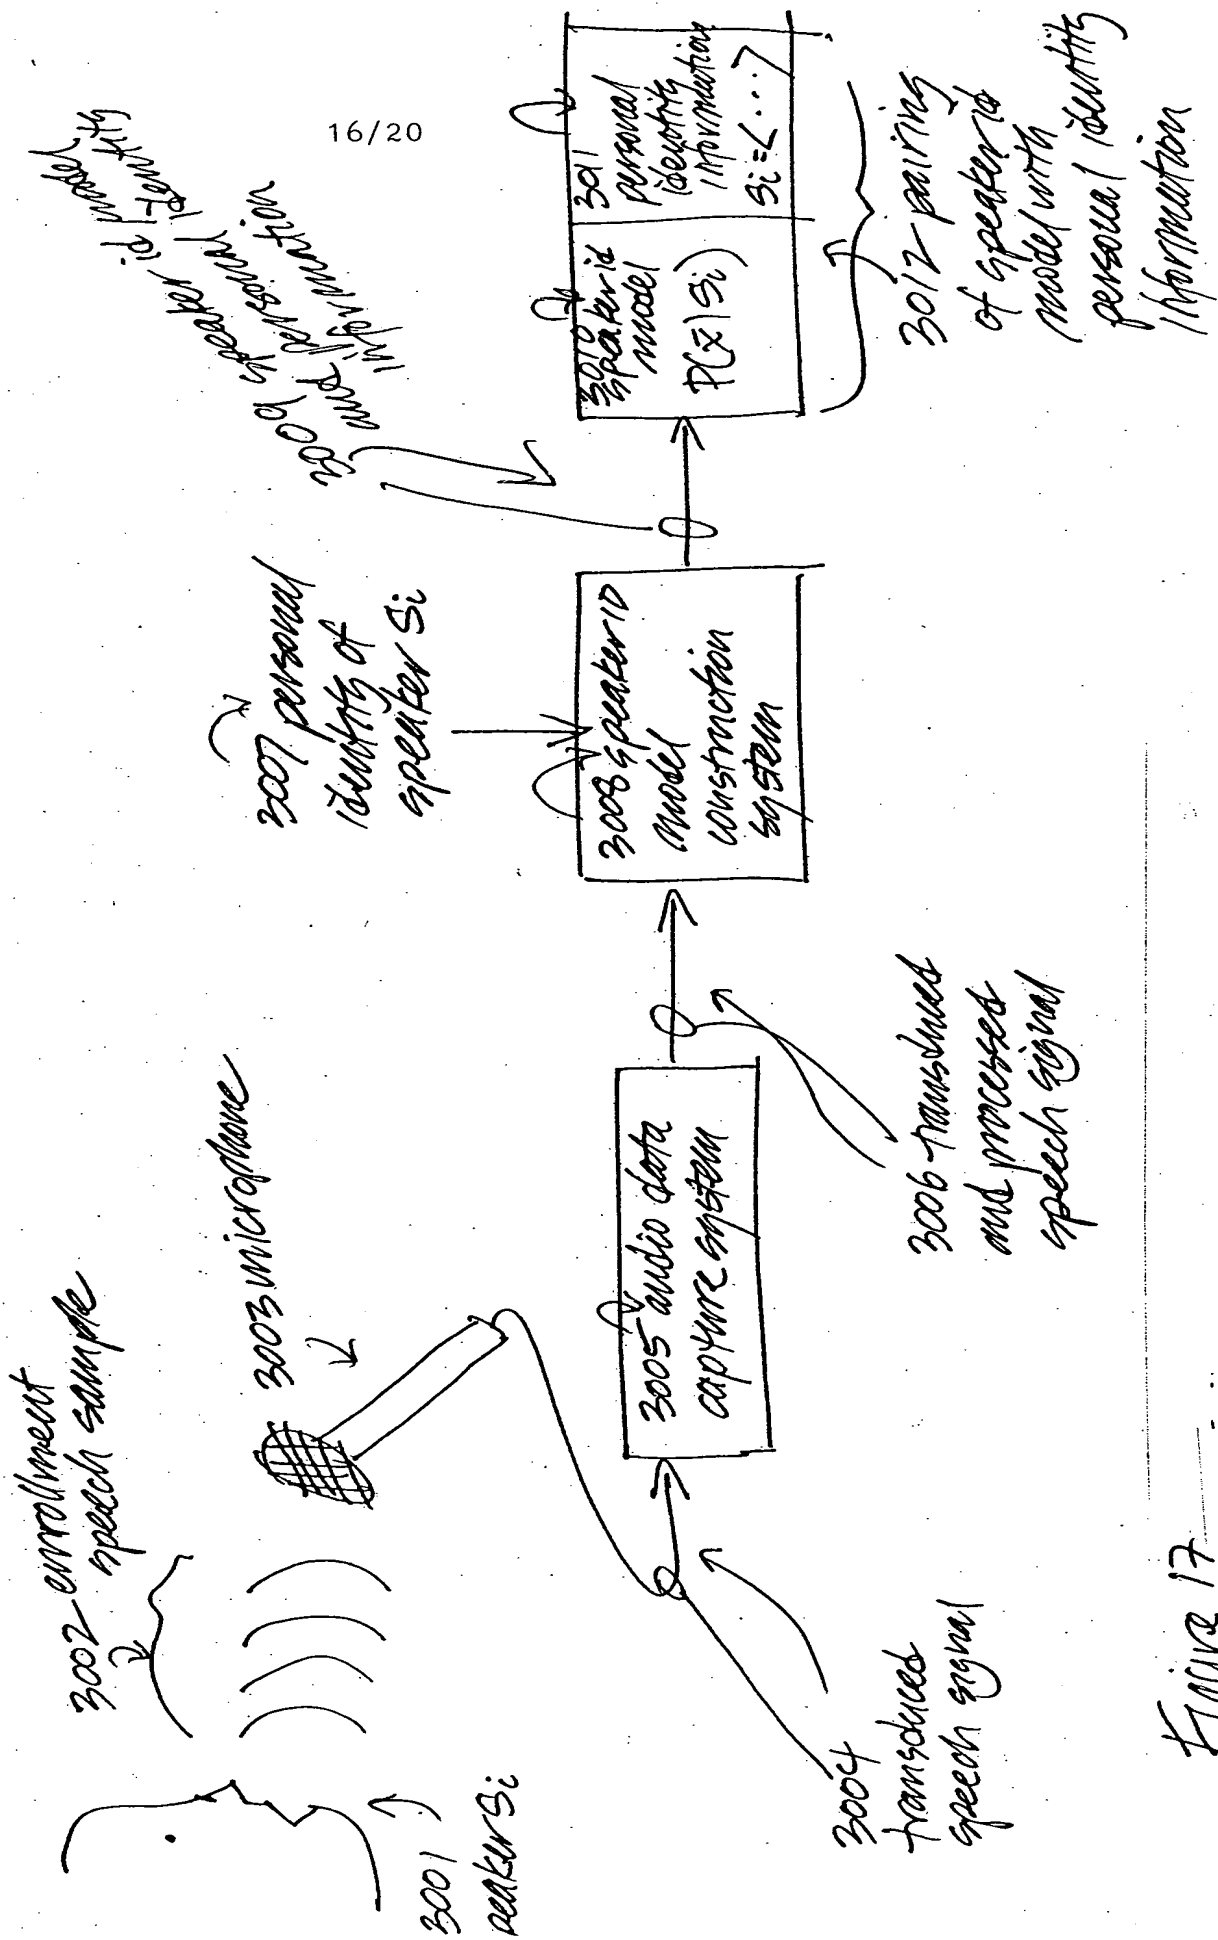 16/20
3001
peaker Si
3002 enrollment
speech sample
3003 microphone
3004
transduced
speech signal
3005 audio data
capture system
3006 transduced
and processed
speech signal
3007 personal
identity of
speaker Si
3008 speaker ID
model
construction
system
3009 speaker id model
and personal identity
information
3010
speaker id
model
P(x̄|Si)
3011
personal
identity
information
Si=<...>
3012 pairing
of speaker id
model with
personal identity
information
Figure 17